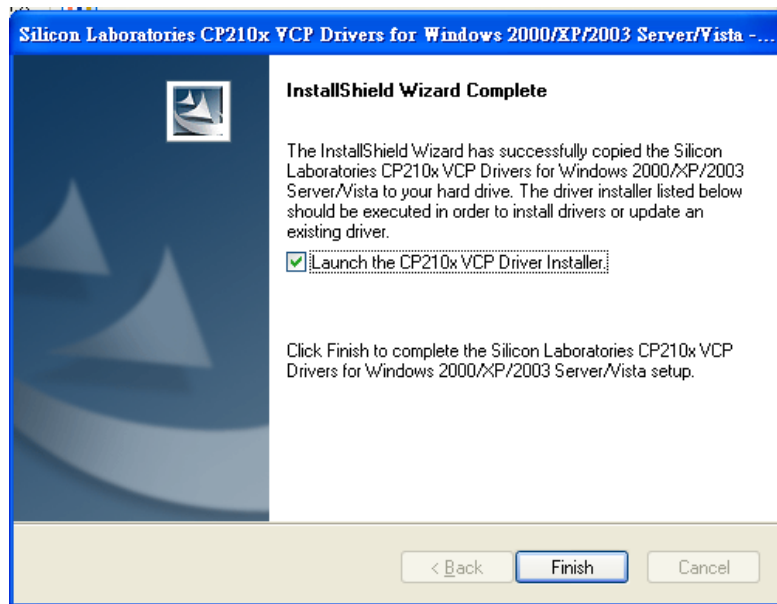 Silicon Laboratories CP210x VCP Drivers for Windows 2000/XP/2003 Server/Vista -...
InstallShield Wizard Complete
The InstallShield Wizard has successfully copied the Silicon
Laboratories CP210x VCP Drivers for Windows 2000/XP/2003
Server/Vista to your hard drive. The driver installer listed below
should be executed in order to install drivers or update an
existing driver.
Launch the CP210x VCP Driver Installer.
Click Finish to complete the Silicon Laboratories CP210x VCP
Drivers for Windows 2000/XP/2003 Server/Vista setup.
< Back
Finish
Cancel